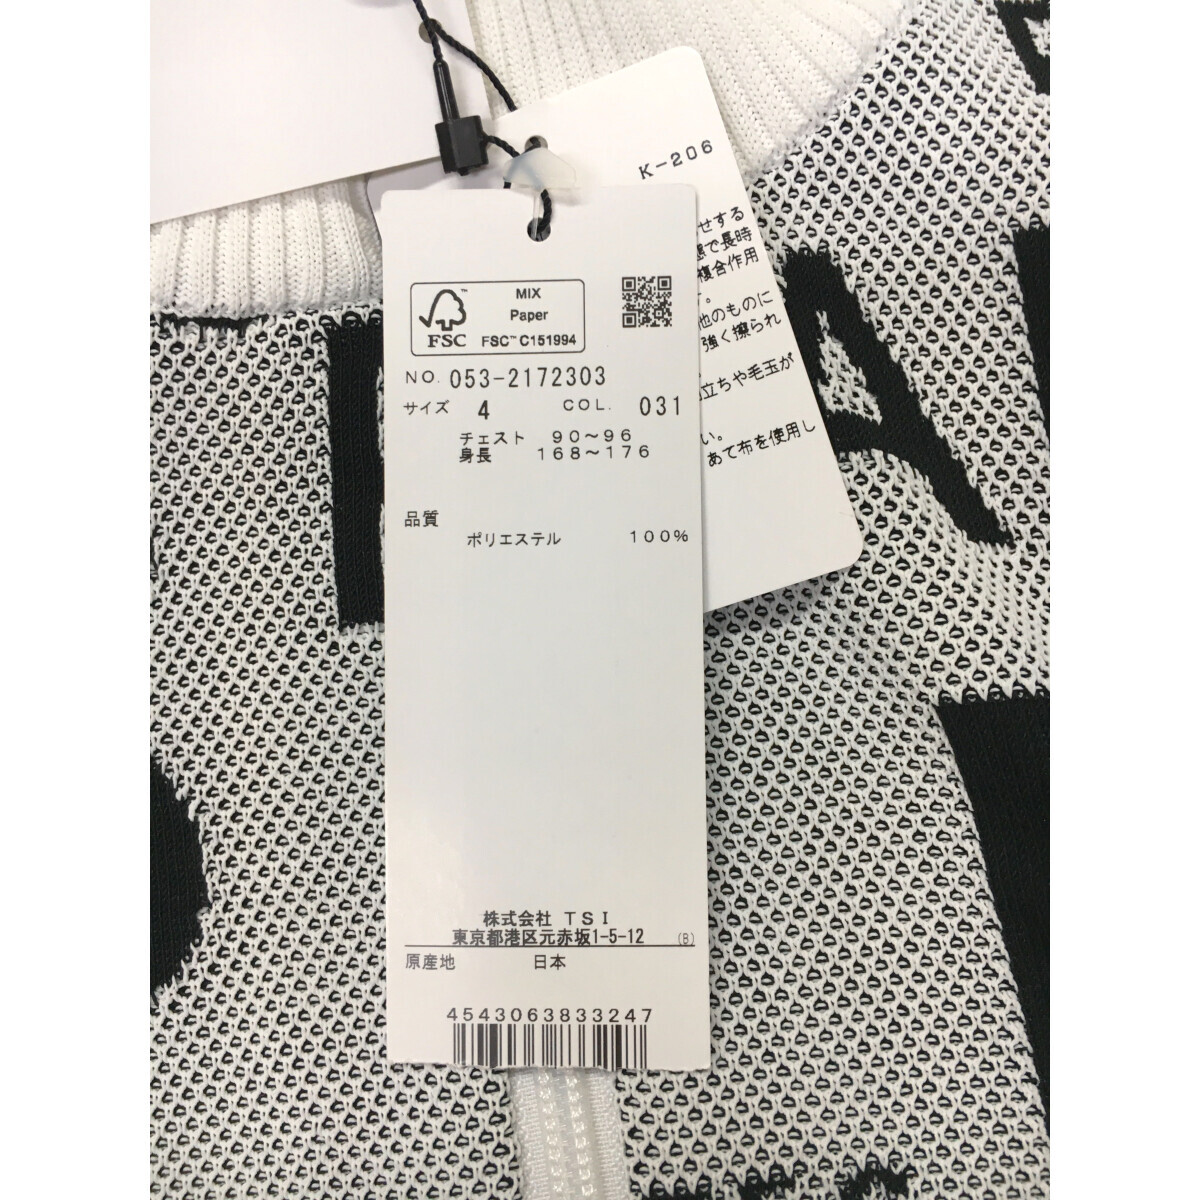 K-206
せする
態で長時
複合作用
他のものに
強く擦られ
立ちや毛玉が
い。
あて布を使用し
MIX
Paper
FSC™ C151994
FSC
NO. 053-2172303
サイズ 4 COL. 031
チェスト 90～96
身長 168～176
品質
ポリエステル 100%
株式会社 TSI
東京都港区元赤坂1-5-12 (B)
原産地 日本
4543063833247